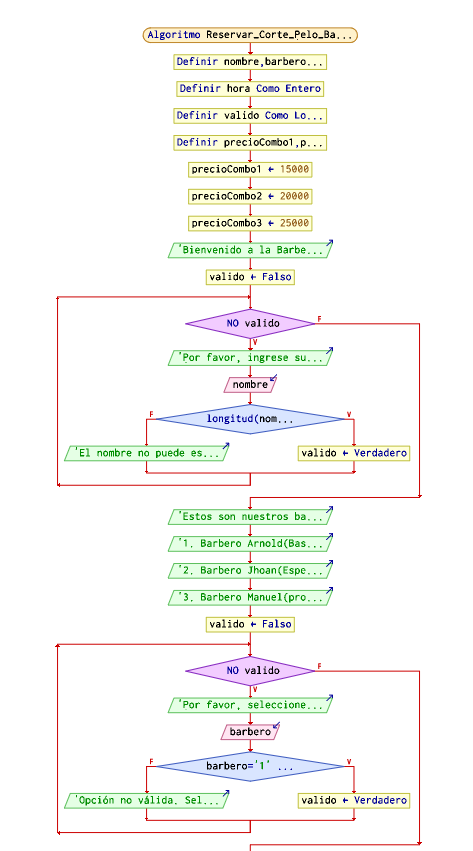 Algoritmo Reservar_Corte_Pelo_Ba...
Definir nombre,barbero...
Definir hora Como Entero
Definir valido Como Lo...
Definir precioCombo1,p...
precioCombo1 ← 15000
precioCombo2 ← 20000
precioCombo3 ← 25000
'Bienvenido a la Barbe...
valido ← Falso
NO valido
F
V
'Por favor, ingrese su...
nombre
F
longitud(nom...
V
'El nombre no puede es...
valido ← Verdadero
'Estos son nuestros ba...
'1. Barbero Arnold(Bas...
'2. Barbero Jhoan(Espe...
'3. Barbero Manuel(pro...
valido ← Falso
NO valido
F
V
'Por favor, seleccione...
barbero
F
barbero='1' ...
V
'Opción no válida. Sel...
valido ← Verdadero